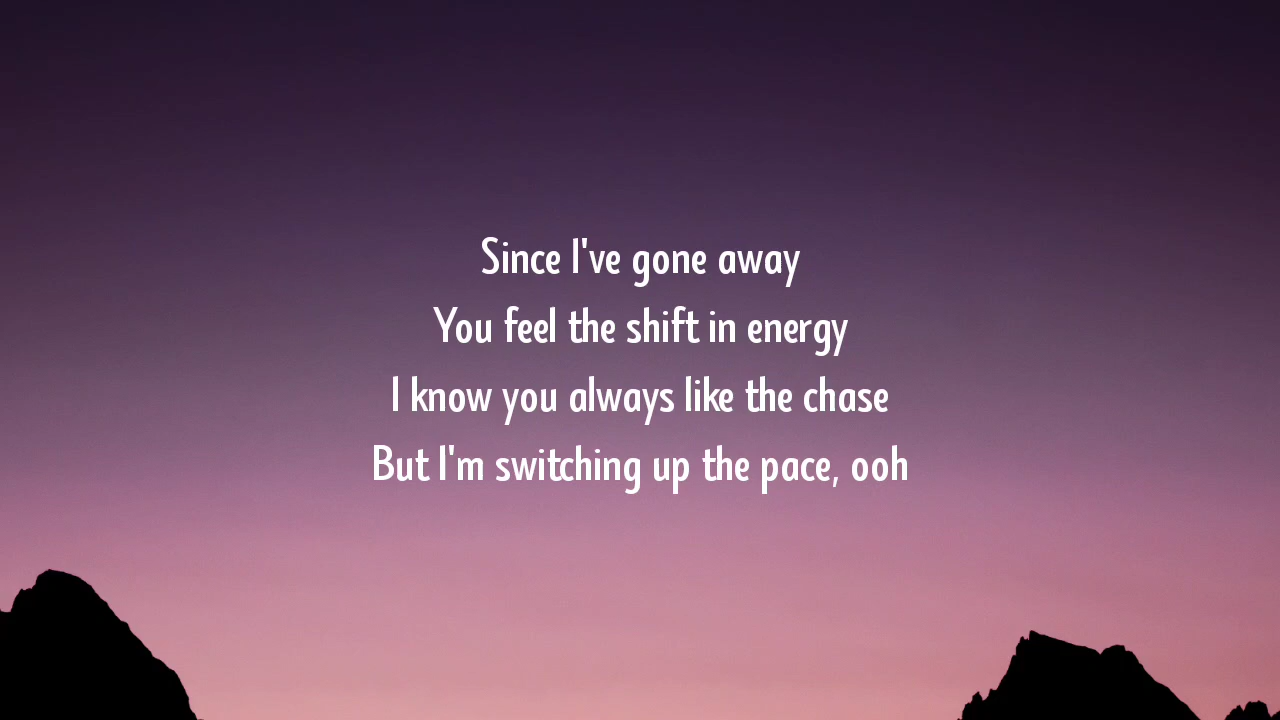 Since I've gone away
You feel the shift in energy
I know you always like the chase
But I'm switching up the pace, ooh